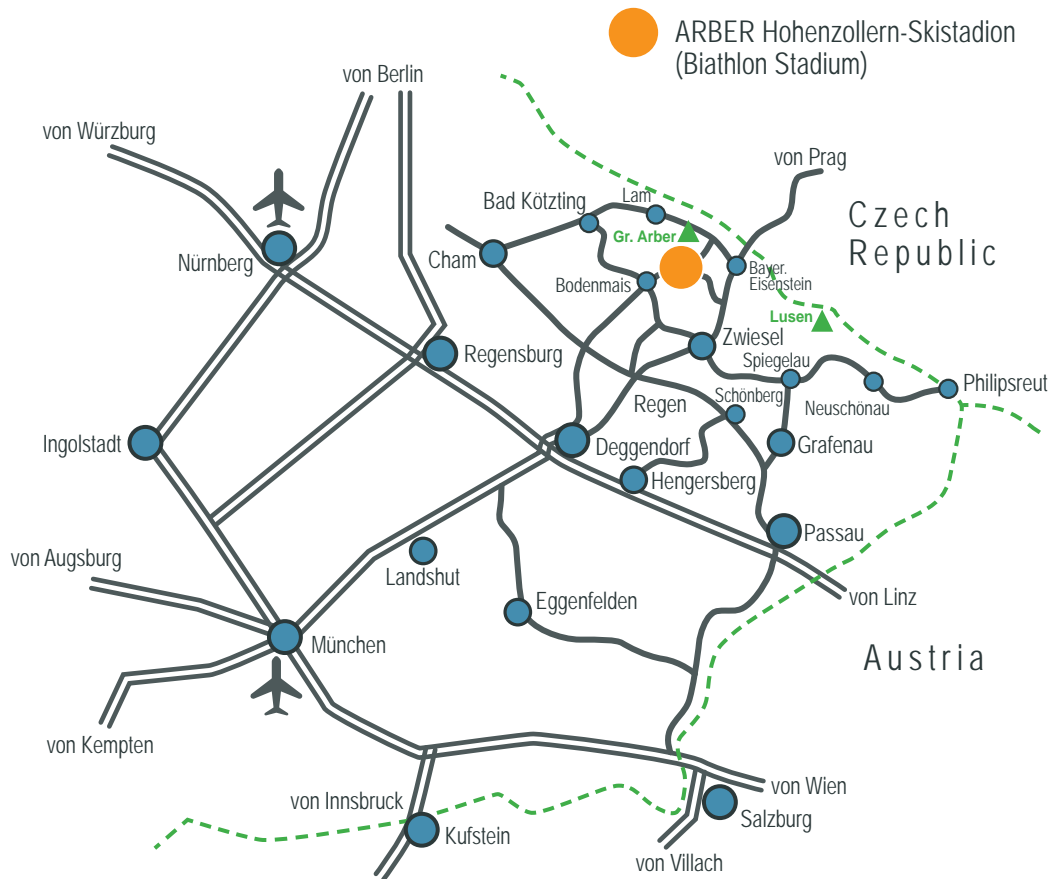 ARBER Hohenzollern-Skistadion
(Biathlon Stadium)
von Berlin
von Würzburg
von Prag
Lam
Bad Kötzting
Czech
Republic
Gr. Arber
Nürnberg
Cham
Bayer.
Eisenstein
Bodenmais
Lusen
Zwiesel
Regensburg
Spiegelau
Philipsreut
Schönberg
Regen
Neuschönau
Ingolstadt
Deggendorf
Grafenau
Hengersberg
Passau
von Augsburg
Landshut
von Linz
Eggenfelden
München
Austria
von Kempten
von Wien
von Innsbruck
Salzburg
Kufstein
von Villach